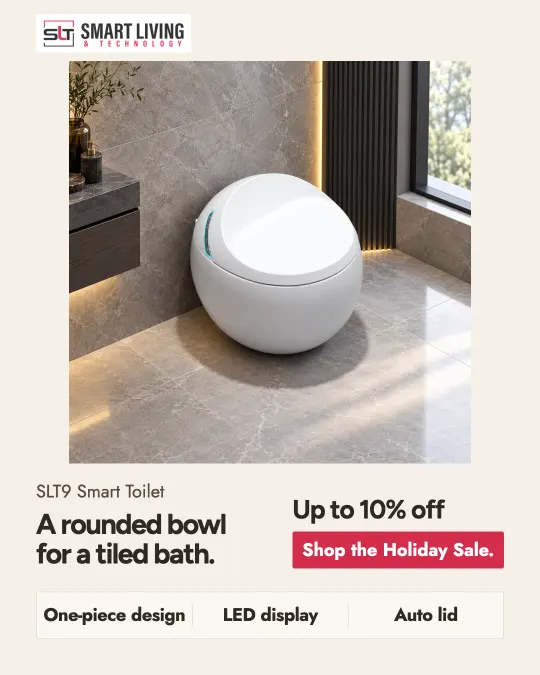 SLT SMART LIVING
& TECHNOLOGY
SLT9 Smart Toilet
A rounded bowl
for a tiled bath.
Up to 10% off
Shop the Holiday Sale.
One-piece design
LED display
Auto lid